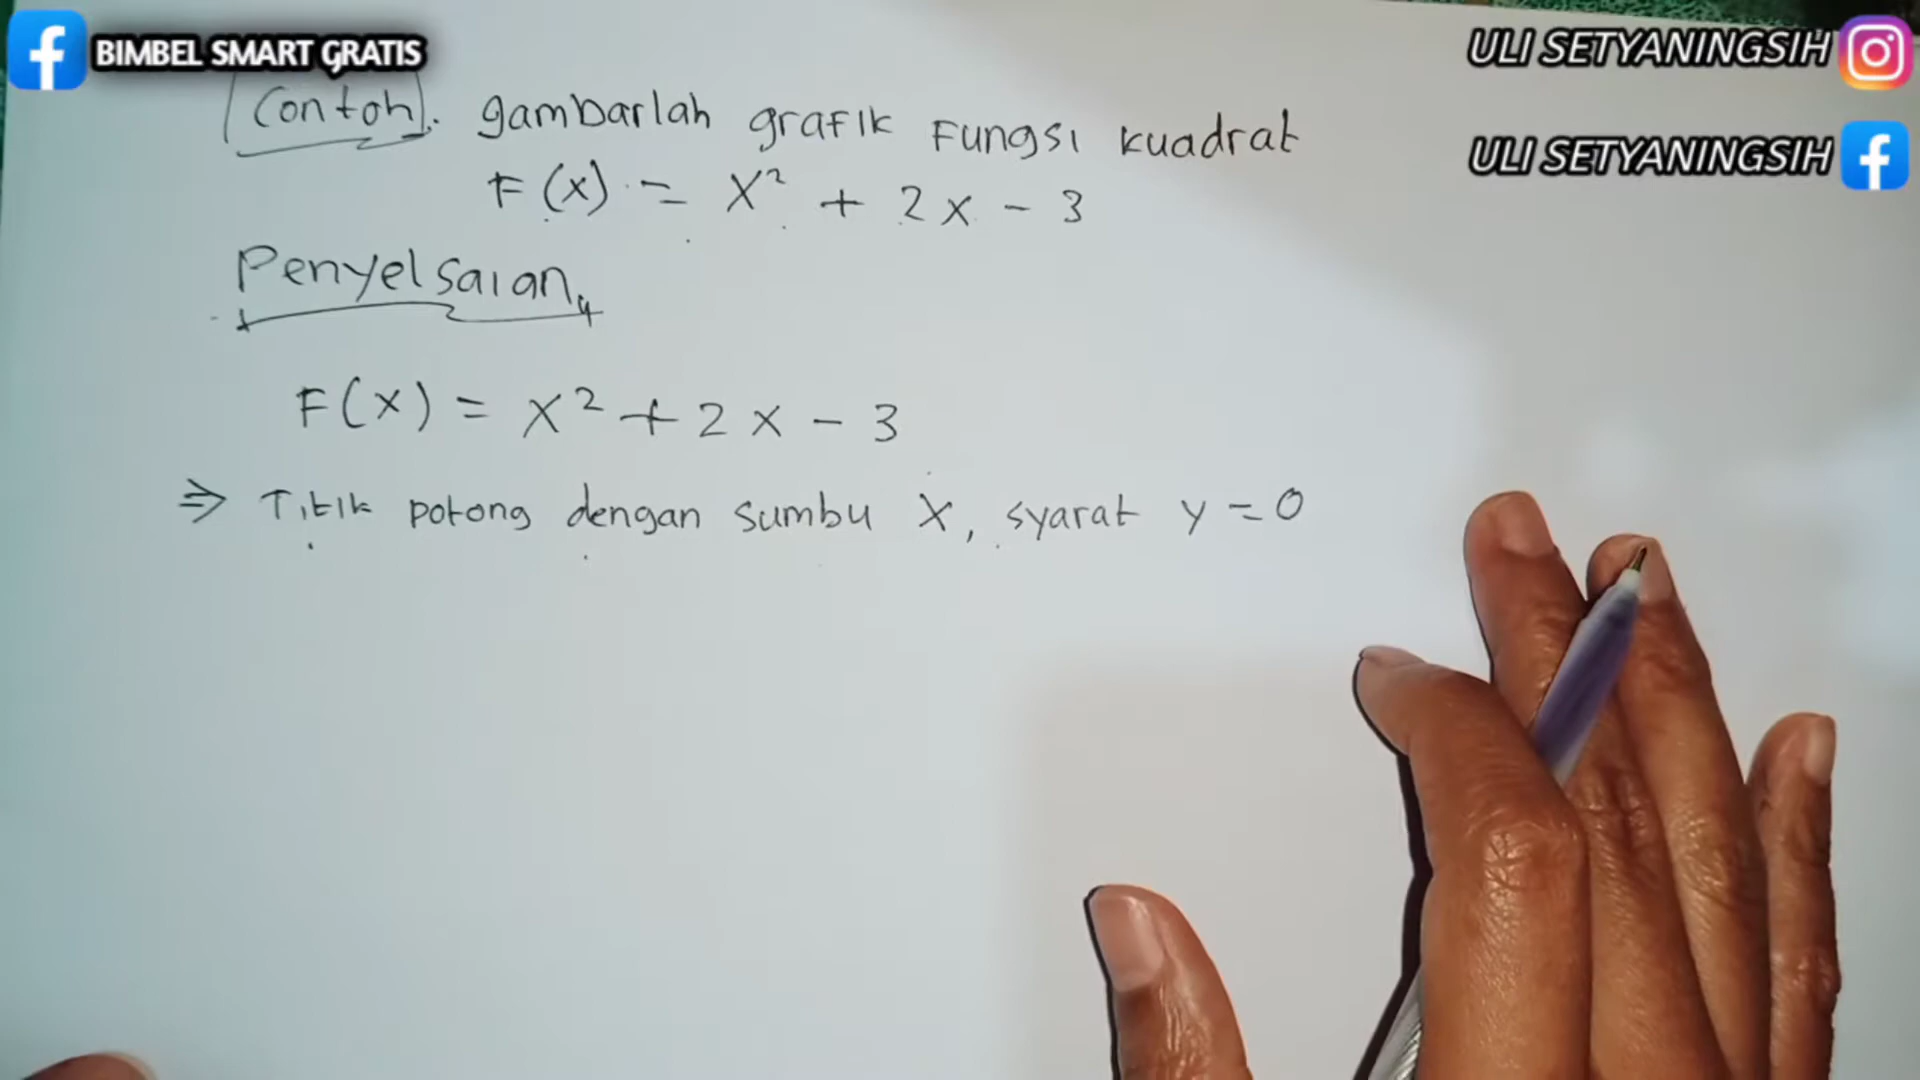 BIMBEL SMART GRATIS
ULI SETYANINGSIH
ULI SETYANINGSIH
Contoh. gambarlah grafik Fungsi kuadrat
F(x) = x² + 2x - 3
Penyelsaian,
F(x) = x² + 2x - 3
⇒ Titik potong dengan sumbu X, syarat y = 0